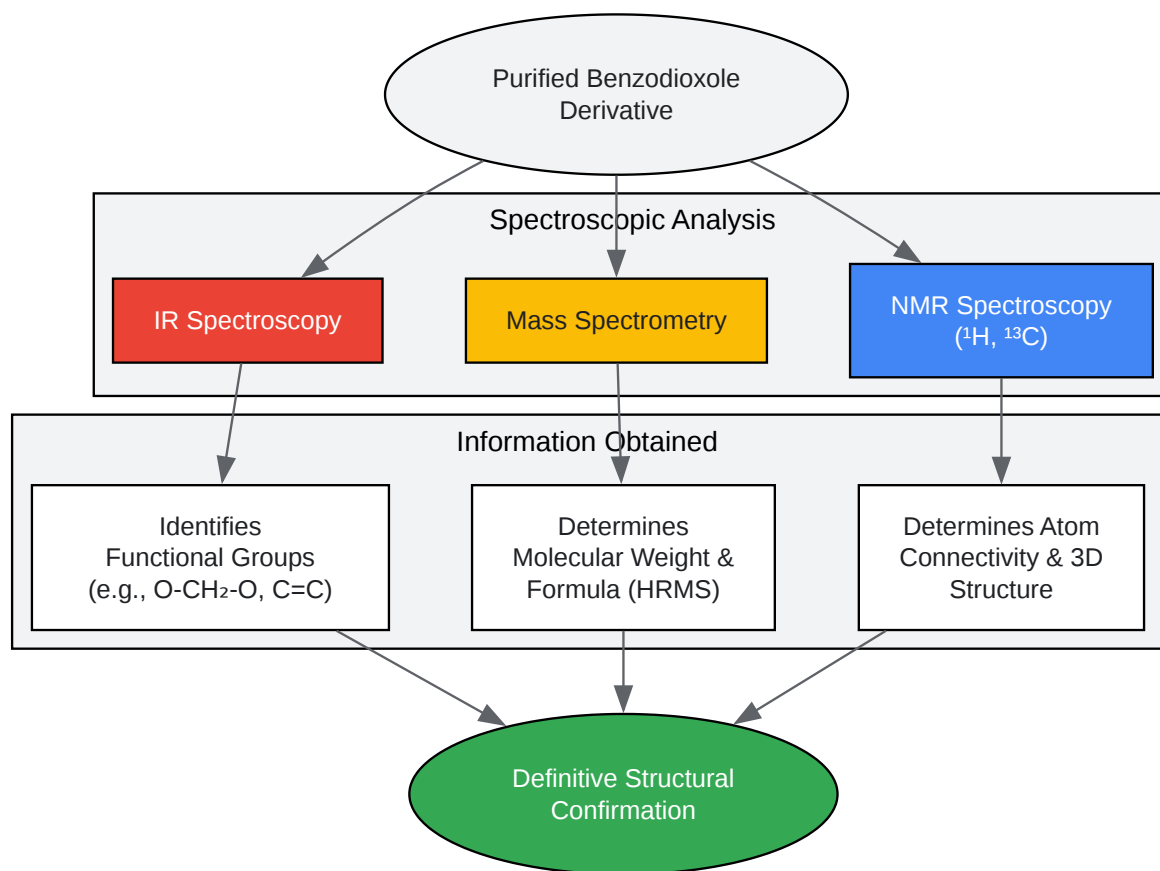 Purified Benzodioxole
Derivative
Spectroscopic Analysis
IR Spectroscopy
Mass Spectrometry
NMR Spectroscopy
(¹H, ¹³C)
Information Obtained
Identifies
Functional Groups
(e.g., O-CH₂-O, C=C)
Determines
Molecular Weight &
Formula (HRMS)
Determines Atom
Connectivity & 3D
Structure
Definitive Structural
Confirmation